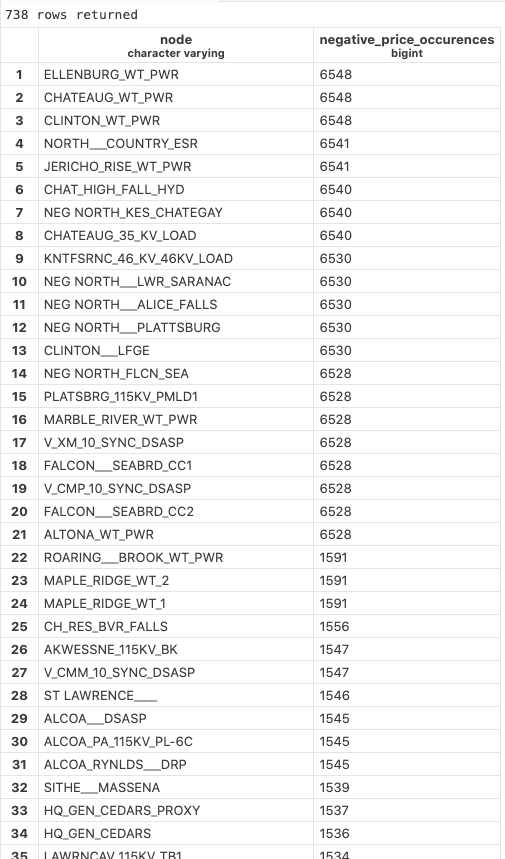 738 rows returned
node negative_price_occurences
character varying bigint
1 ELLENBURG_WT_PWR 6548
2 CHATEAUG_WT_PWR 6548
3 CLINTON_WT_PWR 6548
4 NORTH___COUNTRY_ESR 6541
5 JERICHO_RISE_WT_PWR 6541
6 CHAT_HIGH_FALL_HYD 6540
7 NEG NORTH_KES_CHATEGAY 6540
8 CHATEAUG_35_KV_LOAD 6540
9 KNTFSRNC_46_KV_46KV_LOAD 6530
10 NEG NORTH___LWR_SARANAC 6530
11 NEG NORTH___ALICE_FALLS 6530
12 NEG NORTH___PLATTSBURG 6530
13 CLINTON___LFGE 6530
14 NEG NORTH_FLCN_SEA 6528
15 PLATSBRG_115KV_PMLD1 6528
16 MARBLE_RIVER_WT_PWR 6528
17 V_XM_10_SYNC_DSASP 6528
18 FALCON___SEABRD_CC1 6528
19 V_CMP_10_SYNC_DSASP 6528
20 FALCON___SEABRD_CC2 6528
21 ALTONA_WT_PWR 6528
22 ROARING___BROOK_WT_PWR 1591
23 MAPLE_RIDGE_WT_2 1591
24 MAPLE_RIDGE_WT_1 1591
25 CH_RES_BVR_FALLS 1556
26 AKWESSNE_115KV_BK 1547
27 V_CMM_10_SYNC_DSASP 1547
28 ST LAWRENCE____ 1546
29 ALCOA___DSASP 1545
30 ALCOA_PA_115KV_PL-6C 1545
31 ALCOA_RYNLDS___DRP 1545
32 SITHE___MASSENA 1539
33 HQ_GEN_CEDARS_PROXY 1537
34 HQ_GEN_CEDARS 1536
35 LAWRNCAV_115KV_TB1 1534